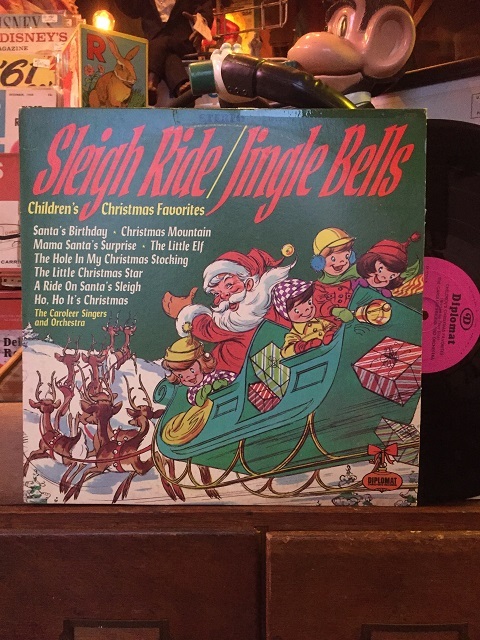 DISNEY'S
MAGAZINE
'61
R
Sleigh Ride/Jingle Bells
Children's Christmas Favorites
Santa's Birthday • Christmas Mountain
Mama Santa's Surprise • The Little Elf
The Hole In My Christmas Stocking
The Little Christmas Star
A Ride On Santa's Sleigh
Ho, Ho It's Christmas
The Caroleer Singers
and Orchestra
DIPLOMAT
Diplomat